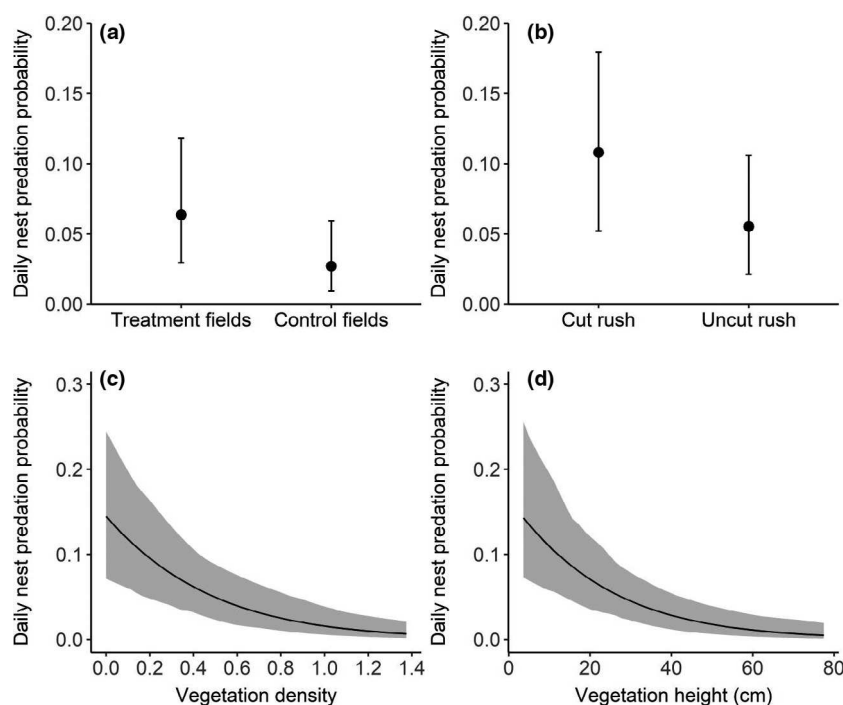 (a)
Daily nest predation probability
0.20
0.15
0.10
0.05
0.00
Treatment fields Control fields
(b)
Daily nest predation probability
0.20
0.15
0.10
0.05
0.00
Cut rush Uncut rush
(c)
Daily nest predation probability
0.3
0.2
0.1
0.0
0.0 0.2 0.4 0.6 0.8 1.0 1.2 1.4
Vegetation density
(d)
Daily nest predation probability
0.3
0.2
0.1
0.0
0 20 40 60 80
Vegetation height (cm)